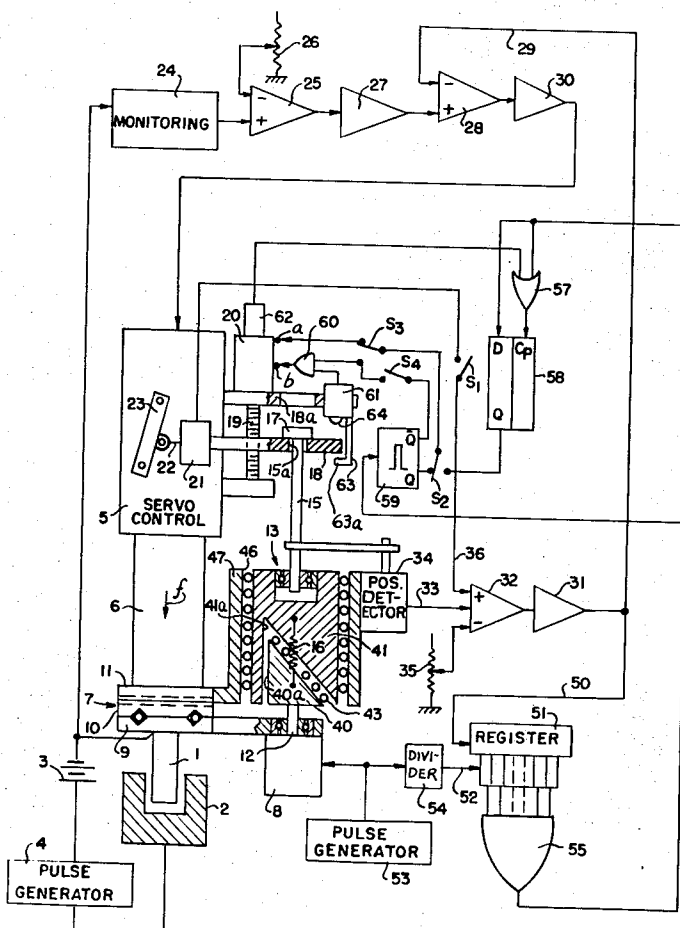 29
26
24
25
27
30
28
MONITORING
-
+
-
+
57
62
20
a
60
S3
S4
D
Cp
58
S1
b
61
23
19
17
18a
64
Q̄
Q
22
15a
18
63
59
Q
S2
21
63a
15
5
SERVO
CONTROL
36
f
47
46
13
34
32
31
6
41a
POS.
DET-
ECTOR
33
+
-
16
41
35
11
50
7
40a
40
43
51
10
REGISTER
9
12
DIVI-
DER
52
3
1
8
54
2
4
PULSE
GENERATOR
PULSE
GENERATOR
53
55